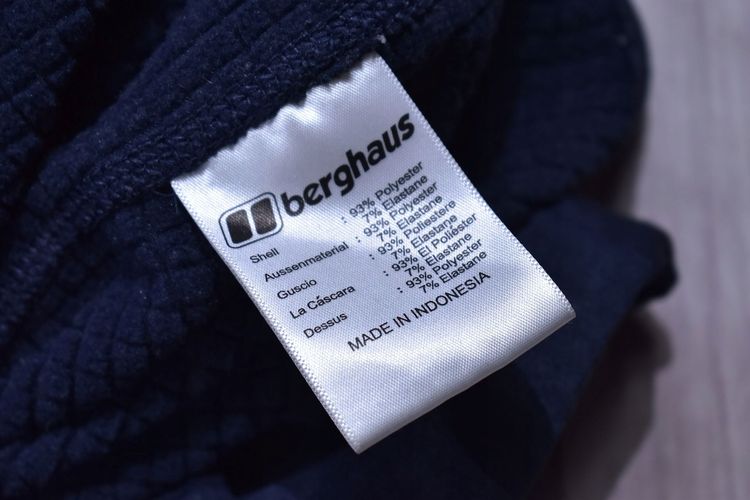 berghaus
Shell : 93% Polyester
7% Elastane
Aussenmaterial : 93% Polyester
7% Elastane
Guscio : 93% Poliestere
7% Elastane
La Cáscara : 93% El Poliéster
7% Elastane
Dessus : 93% Polyester
7% Elastane
MADE IN INDONESIA